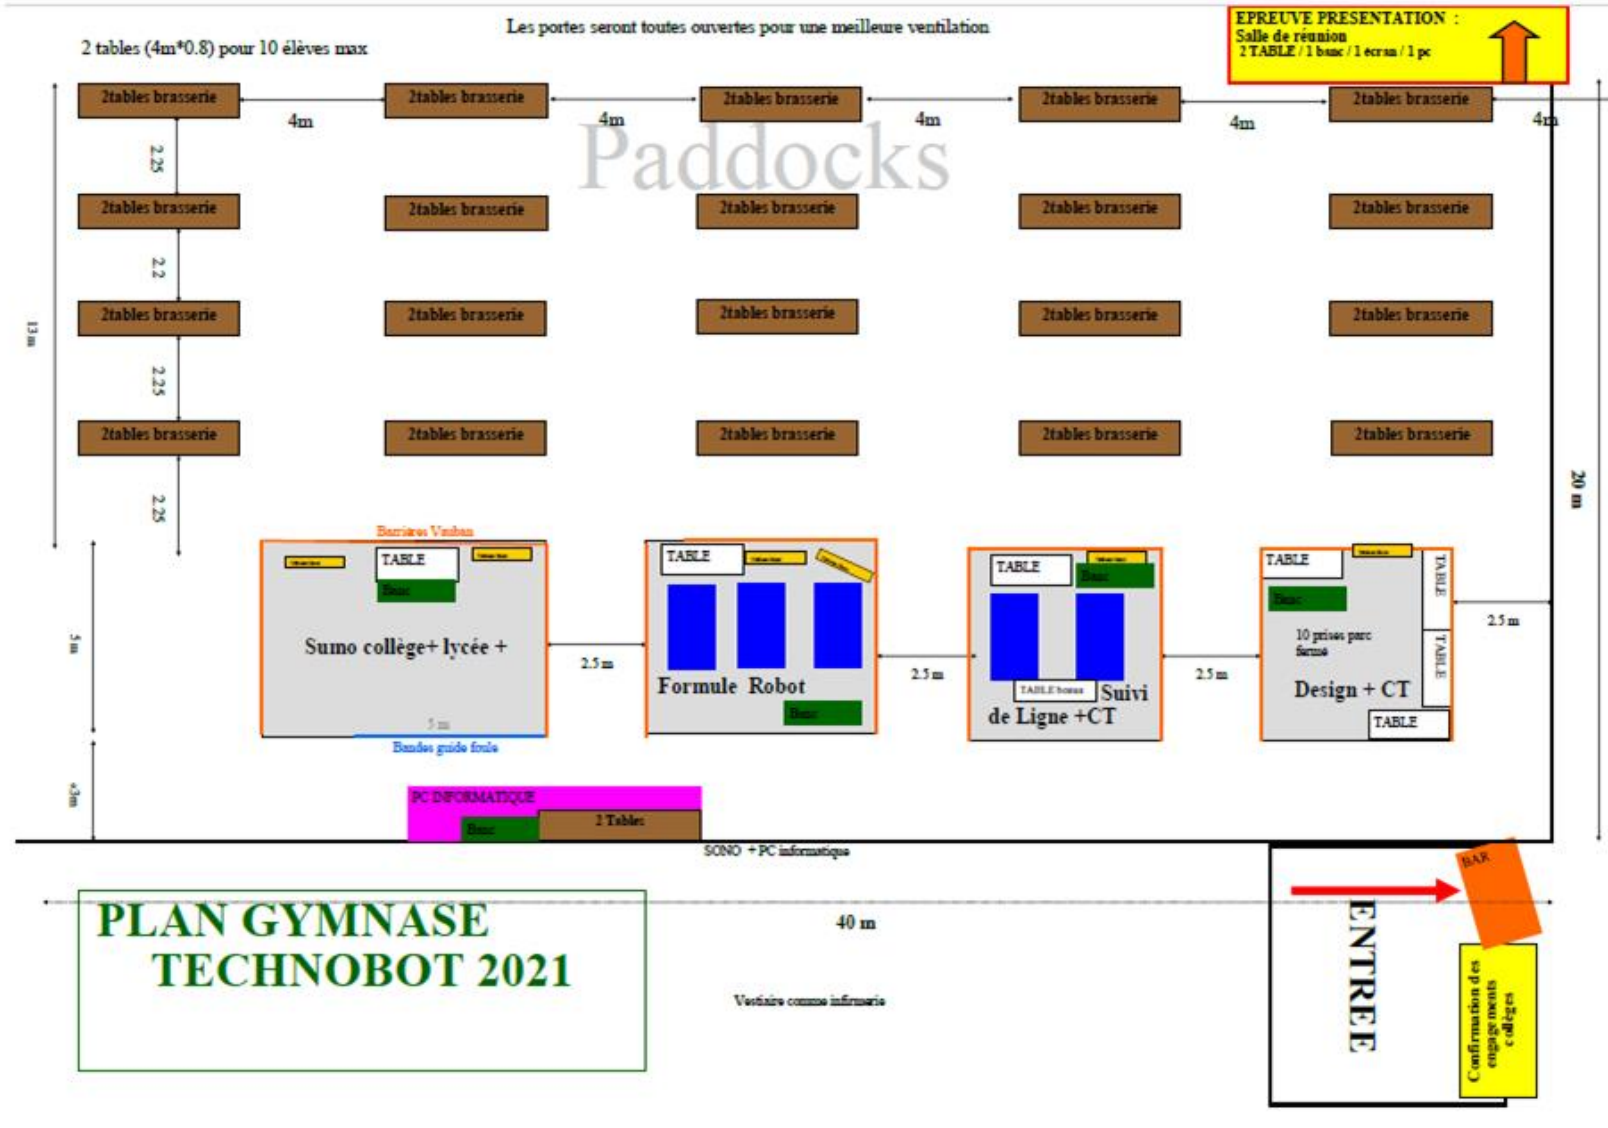 Les portes seront toutes ouvertes pour une meilleure ventilation
EPREUVE PRESENTATION :
Salle de réunion
2 TABLE / 1 banc / 1 écran / 1 pc
2 tables (4m*0.8) pour 10 élèves max
2tables brasserie
2tables brasserie
2tables brasserie
2tables brasserie
2tables brasserie
4m
4m
4m
4m
4m
Paddocks
2.25
2tables brasserie
2tables brasserie
2tables brasserie
2tables brasserie
2tables brasserie
2.2
2tables brasserie
2tables brasserie
2tables brasserie
2tables brasserie
2tables brasserie
13m
2.25
2tables brasserie
2tables brasserie
2tables brasserie
2tables brasserie
2tables brasserie
2.25
20 m
Barrières Vauban
TABLE
Banc
Sumo collège+ lycée +
5 m
5 m
Bandes guide foule
2.5 m
TABLE
Formule Robot
Banc
2.5 m
TABLE
Banc
TABLE bonus
Suivi
de Ligne +CT
2.5 m
TABLE
Banc
TABLE
TABLE
10 prises parc
fermé
Design + CT
TABLE
2.5 m
+3m
PC INFORMATIQUE
Banc
2 Tables
SONO + PC informatique
PLAN GYMNASE
TECHNOBOT 2021
40 m
Vestiaire comme infirmerie
ENTREE
BAR
Confirmation des
engagements
collèges